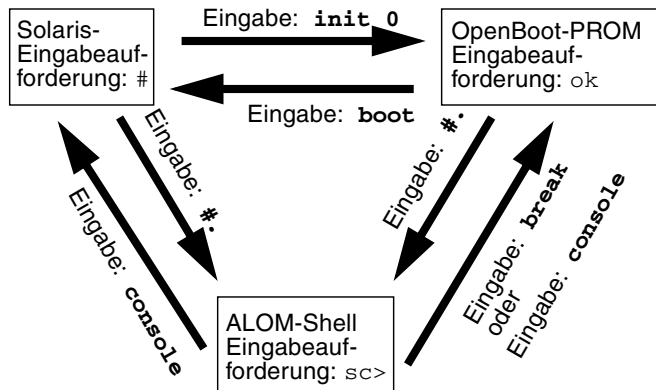 Solaris-
Eingabeauf-
forderung: #
Eingabe: init 0
OpenBoot-PROM
Eingabeauf-
forderung: ok
Eingabe: boot
Eingabe: #.
Eingabe: #.
Eingabe: console
Eingabe: break
oder
Eingabe: console
ALOM-Shell
Eingabeauf-
forderung: sc>